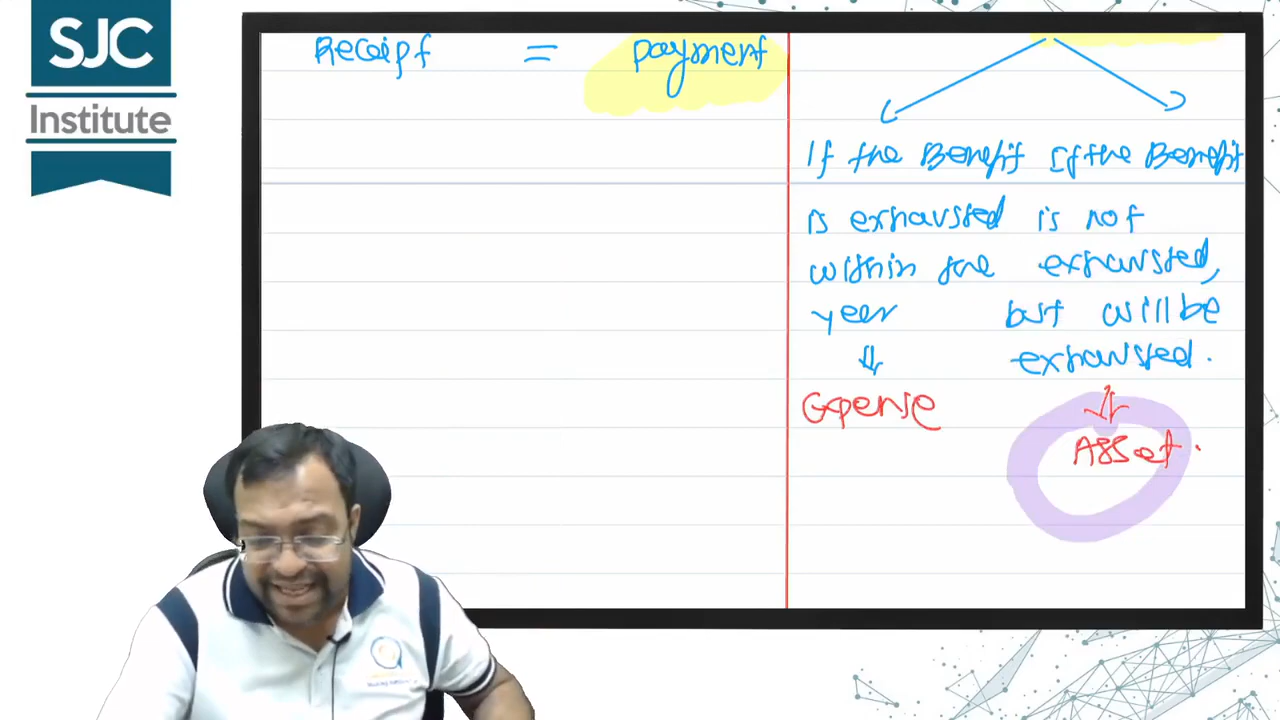 SJC
Institute
Receipt = payment
If the Benefit
is exhausted
within the
year
Expense
If the Benefit
is not
exhausted,
but will be
exhausted.
Asset.